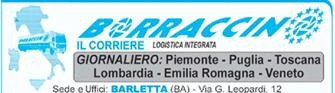 BORRACCINO
IL CORRIERE LOGISTICA INTEGRATA
GIORNALIERO: Piemonte - Puglia - Toscana
Lombardia - Emilia Romagna - Veneto
Sede e Uffici: BARLETTA (BA) - Via G. Leopardi, 12